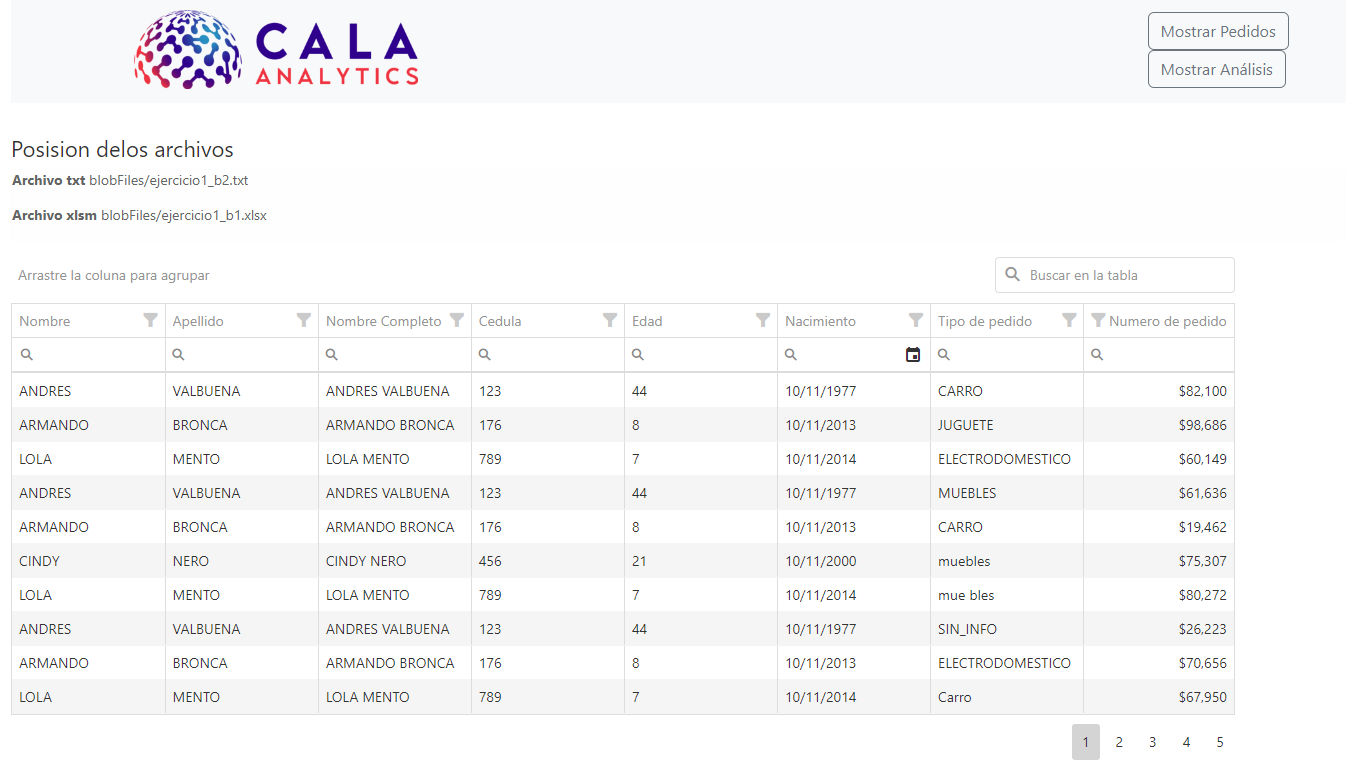 CALA
ANALYTICS
Mostrar Pedidos
Mostrar Análisis
Posision delos archivos
Archivo txt blobFiles/ejercicio1_b2.txt
Archivo xlsm blobFiles/ejercicio1_b1.xlsx
Arrastre la coluna para agrupar
Buscar en la tabla
Nombre Apellido Nombre Completo Cedula Edad Nacimiento Tipo de pedido Numero de pedido
ANDRES VALBUENA ANDRES VALBUENA 123 44 10/11/1977 CARRO $82,100
ARMANDO BRONCA ARMANDO BRONCA 176 8 10/11/2013 JUGUETE $98,686
LOLA MENTO LOLA MENTO 789 7 10/11/2014 ELECTRODOMESTICO $60,149
ANDRES VALBUENA ANDRES VALBUENA 123 44 10/11/1977 MUEBLES $61,636
ARMANDO BRONCA ARMANDO BRONCA 176 8 10/11/2013 CARRO $19,462
CINDY NERO CINDY NERO 456 21 10/11/2000 muebles $75,307
LOLA MENTO LOLA MENTO 789 7 10/11/2014 mue bles $80,272
ANDRES VALBUENA ANDRES VALBUENA 123 44 10/11/1977 SIN_INFO $26,223
ARMANDO BRONCA ARMANDO BRONCA 176 8 10/11/2013 ELECTRODOMESTICO $70,656
LOLA MENTO LOLA MENTO 789 7 10/11/2014 Carro $67,950
1 2 3 4 5